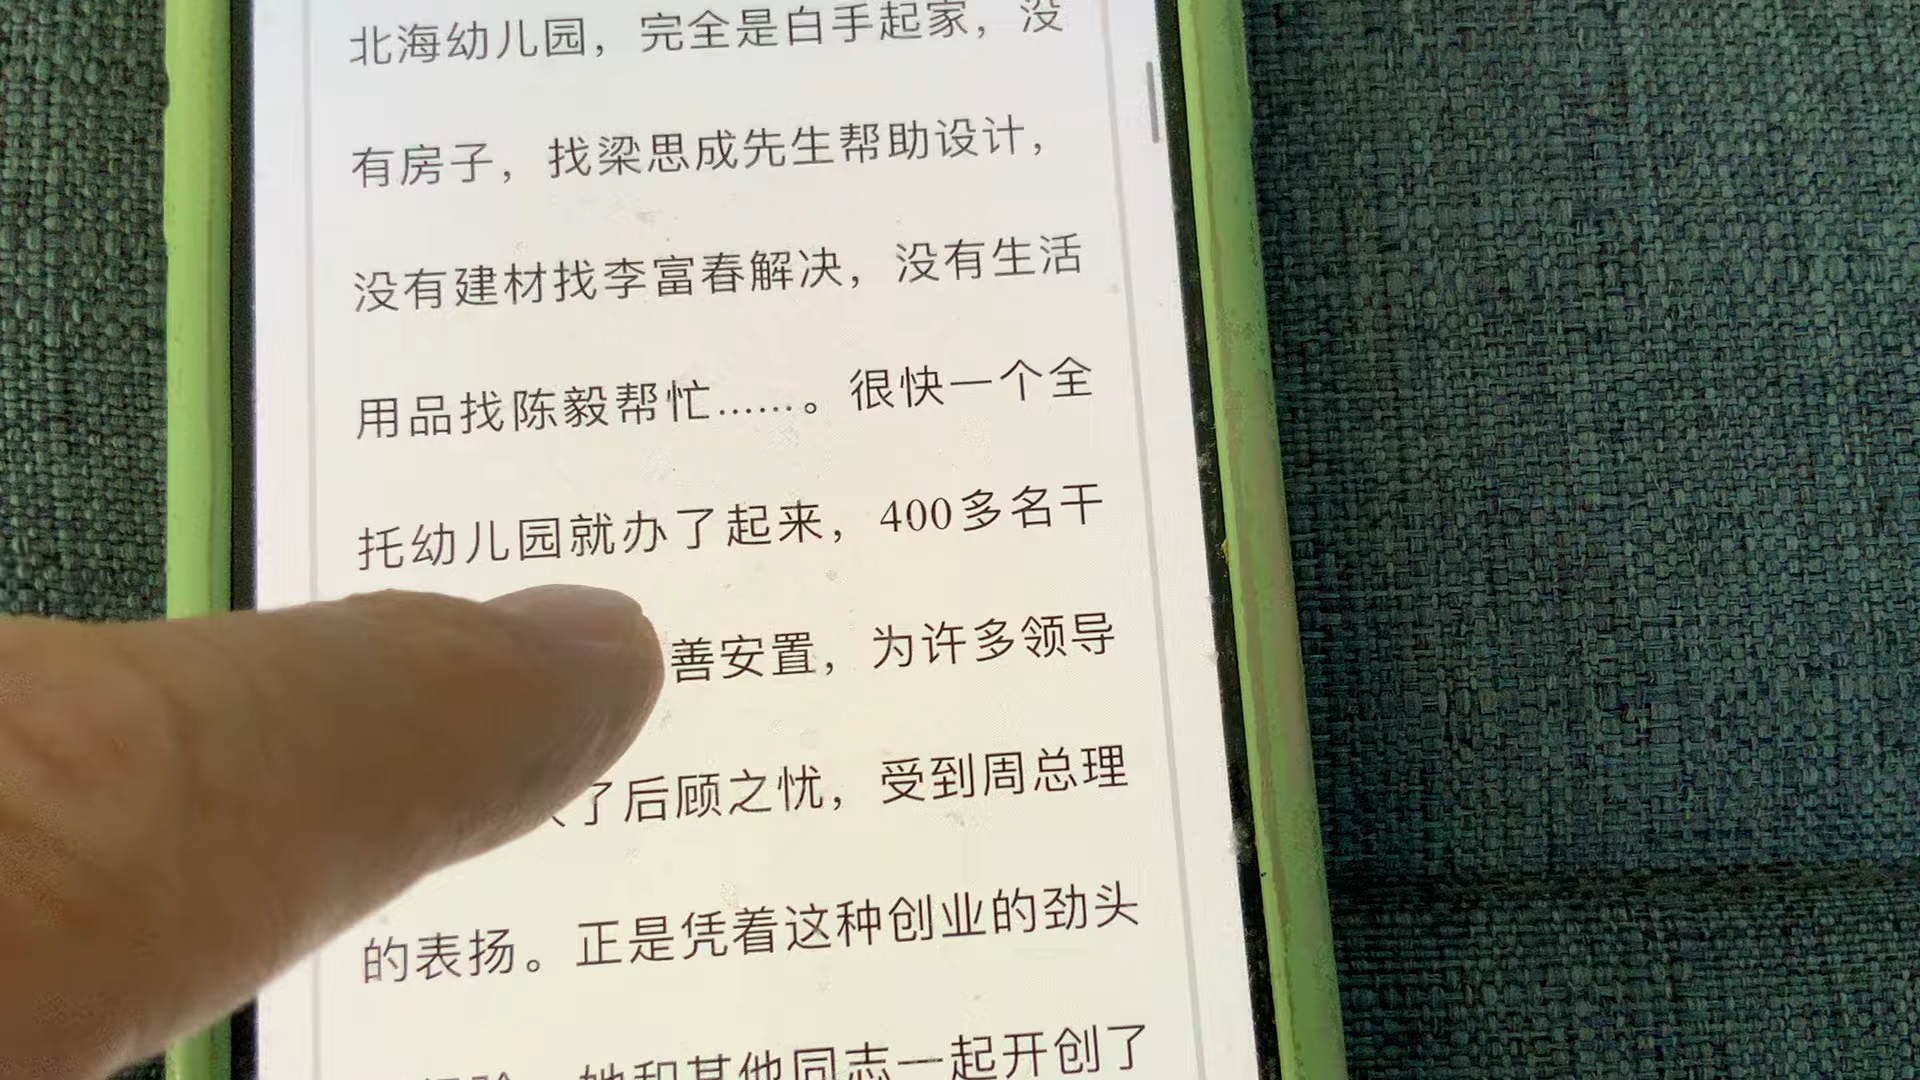 北海幼儿园，完全是白手起家，没
有房子，找梁思成先生帮助设计，
没有建材找李富春解决，没有生活
用品找陈毅帮忙……。很快一个全
托幼儿园就办了起来，400多名干
善安置，为许多领导
了后顾之忧，受到周总理
的表扬。正是凭着这种创业的劲头
她和其他同志一起开创了